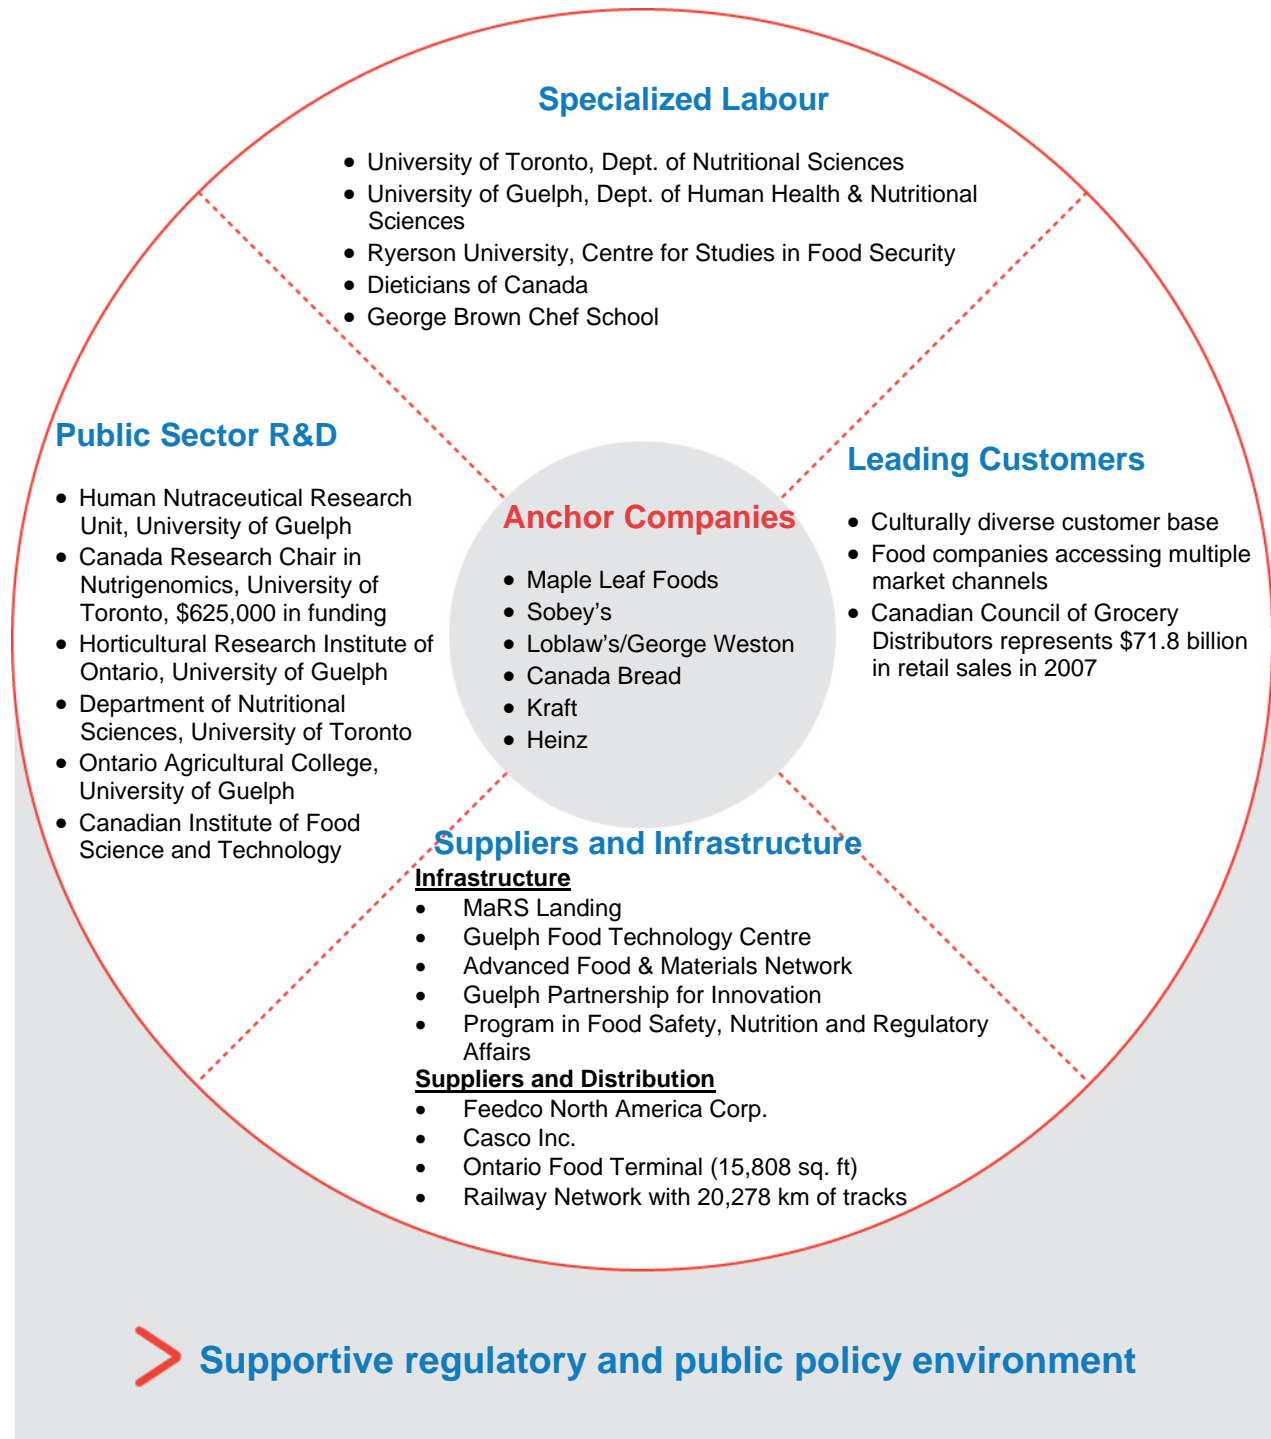 Specialized Labour
• University of Toronto, Dept. of Nutritional Sciences
• University of Guelph, Dept. of Human Health & Nutritional
Sciences
• Ryerson University, Centre for Studies in Food Security
• Dieticians of Canada
• George Brown Chef School
Public Sector R&D
• Human Nutraceutical Research
Unit, University of Guelph
• Canada Research Chair in
Nutrigenomics, University of
Toronto, $625,000 in funding
• Horticultural Research Institute of
Ontario, University of Guelph
• Department of Nutritional
Sciences, University of Toronto
• Ontario Agricultural College,
University of Guelph
• Canadian Institute of Food
Science and Technology
Anchor Companies
• Maple Leaf Foods
• Sobey's
• Loblaw's/George Weston
• Canada Bread
• Kraft
• Heinz
Leading Customers
• Culturally diverse customer base
• Food companies accessing multiple
market channels
• Canadian Council of Grocery
Distributors represents $71.8 billion
in retail sales in 2007
Suppliers and Infrastructure
Infrastructure
• MaRS Landing
• Guelph Food Technology Centre
• Advanced Food & Materials Network
• Guelph Partnership for Innovation
• Program in Food Safety, Nutrition and Regulatory
Affairs
Suppliers and Distribution
• Feedco North America Corp.
• Casco Inc.
• Ontario Food Terminal (15,808 sq. ft)
• Railway Network with 20,278 km of tracks
Supportive regulatory and public policy environment